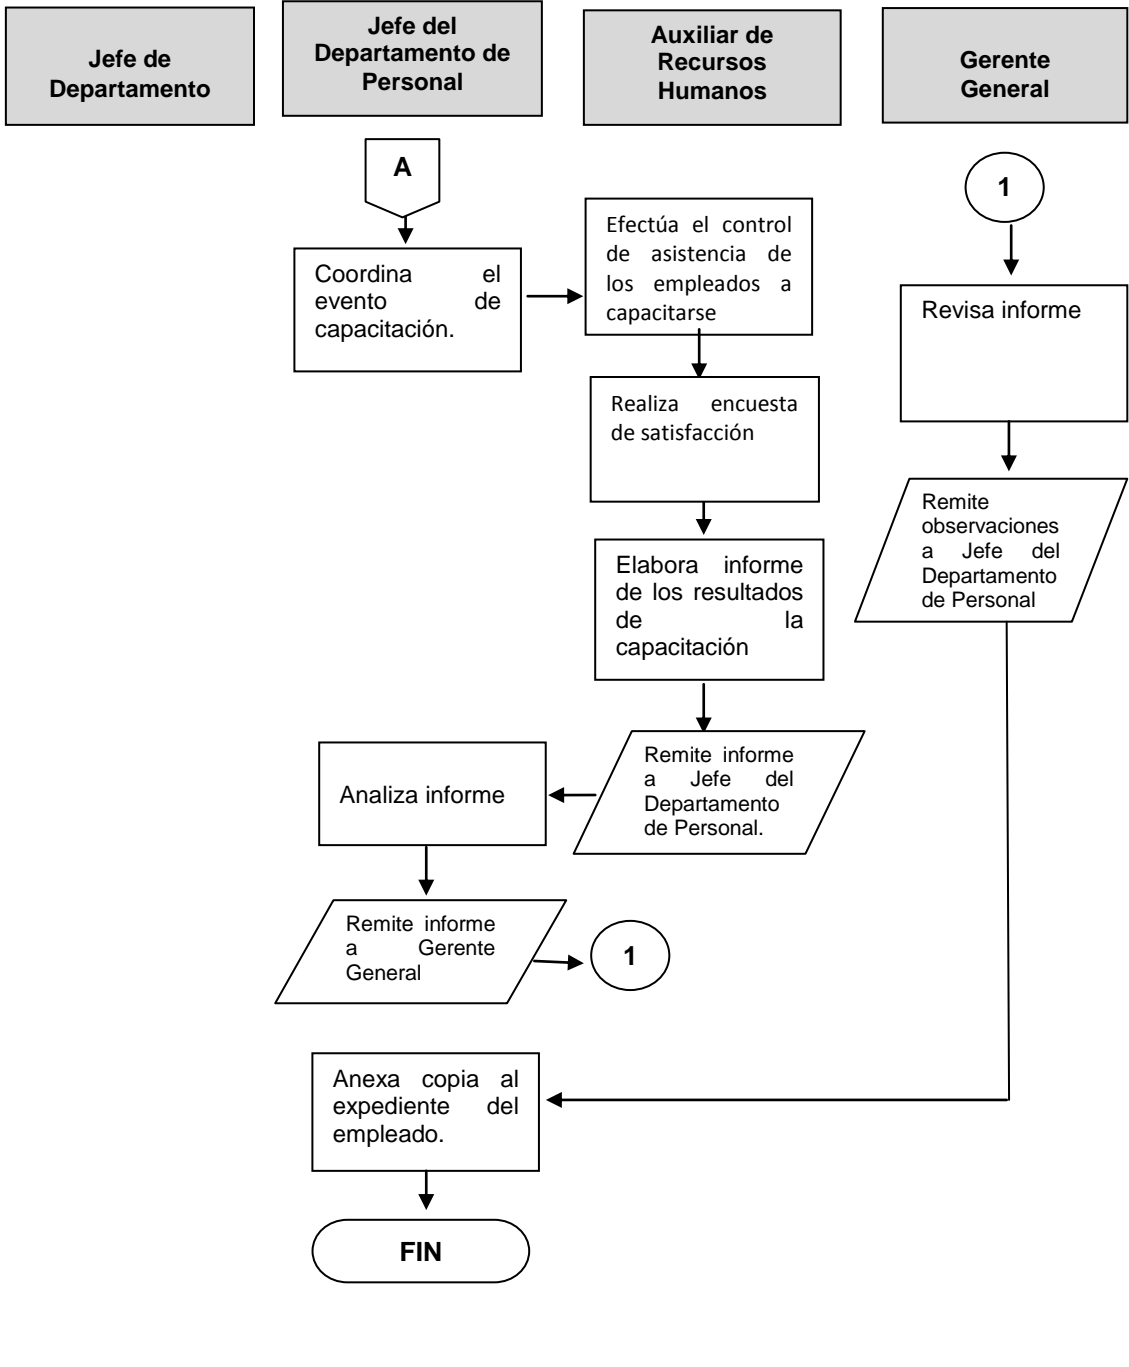 Jefe de
Departamento
Jefe del
Departamento de
Personal
Auxiliar de
Recursos
Humanos
Gerente
General
A
1
Coordina el
evento de
capacitación.
Efectúa el control
de asistencia de
los empleados a
capacitarse
Revisa informe
Realiza encuesta
de satisfacción
Remite
observaciones
a Jefe del
Departamento
de Personal
Elabora informe
de los resultados
de la
capacitación
Remite informe
a Jefe del
Departamento
de Personal.
Analiza informe
Remite informe
a Gerente
General
1
Anexa copia al
expediente del
empleado.
FIN